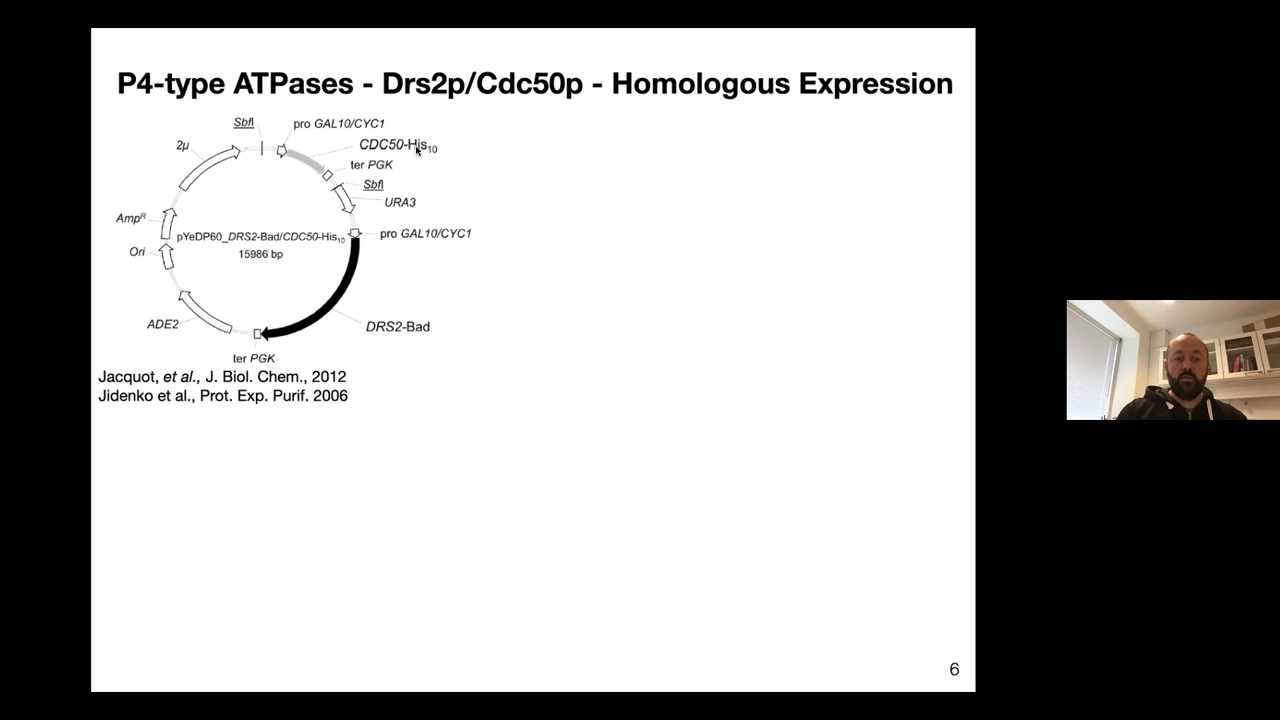 P4-type ATPases - Drs2p/Cdc50p - Homologous Expression
SbfI
pro GAL10/CYC1
2µ
CDC50-His10
ter PGK
SbfI
URA3
AmpR
pYeDP60_DRS2-Bad/CDC50-His10
pro GAL10/CYC1
15986 bp
Ori
ADE2
DRS2-Bad
ter PGK
Jacquot, et al., J. Biol. Chem., 2012
Jidenko et al., Prot. Exp. Purif. 2006
6